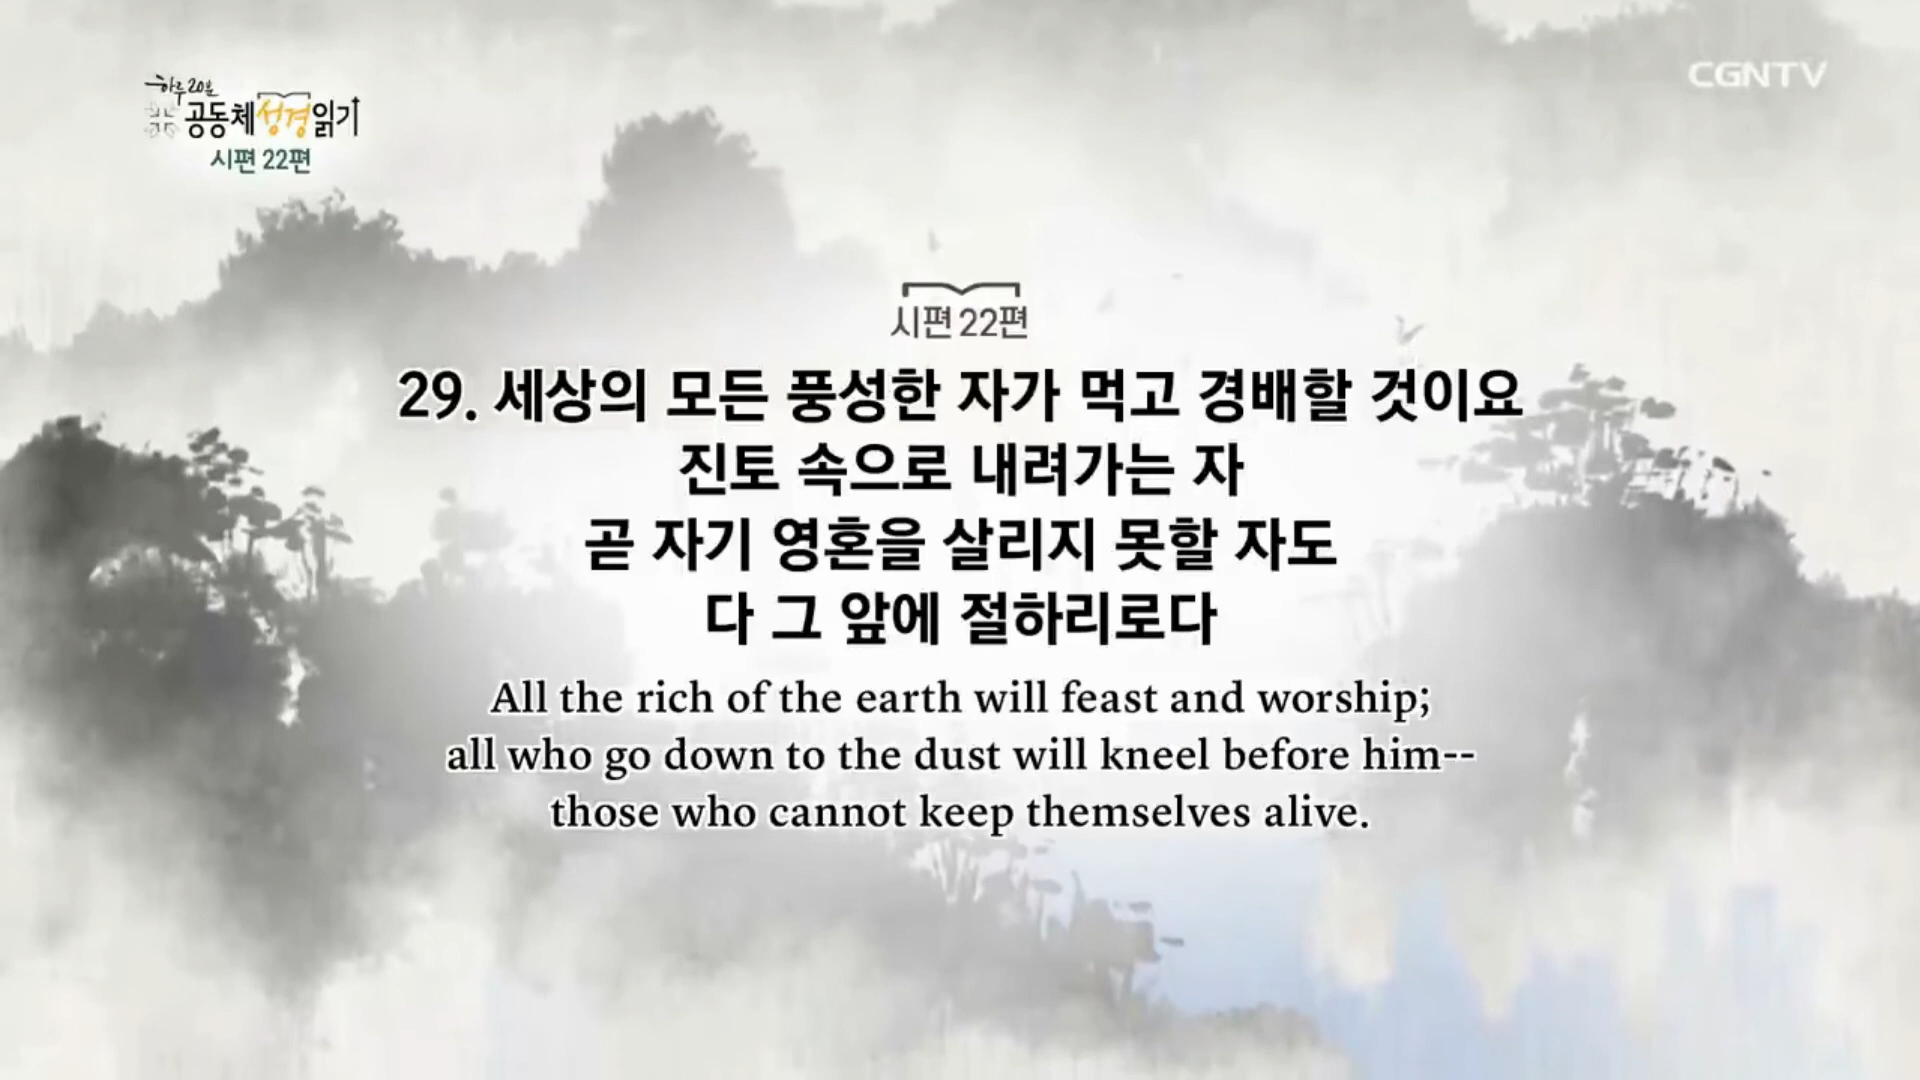 하루 20분
공동체성경읽기
시편 22편
CGNTV
시편 22편
29. 세상의 모든 풍성한 자가 먹고 경배할 것이요
진토 속으로 내려가는 자
곧 자기 영혼을 살리지 못할 자도
다 그 앞에 절하리로다
All the rich of the earth will feast and worship;
all who go down to the dust will kneel before him--
those who cannot keep themselves alive.